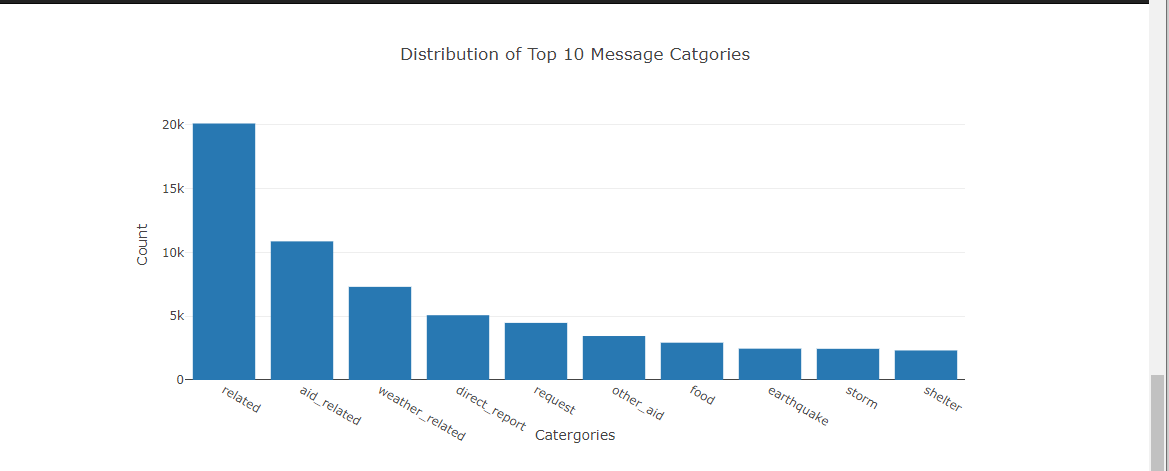 Distribution of Top 10 Message Catgories
20k
15k
10k
5k
0
Count
related
aid_related
weather_related
direct_report
request
other_aid
food
earthquake
storm
shelter
Catergories